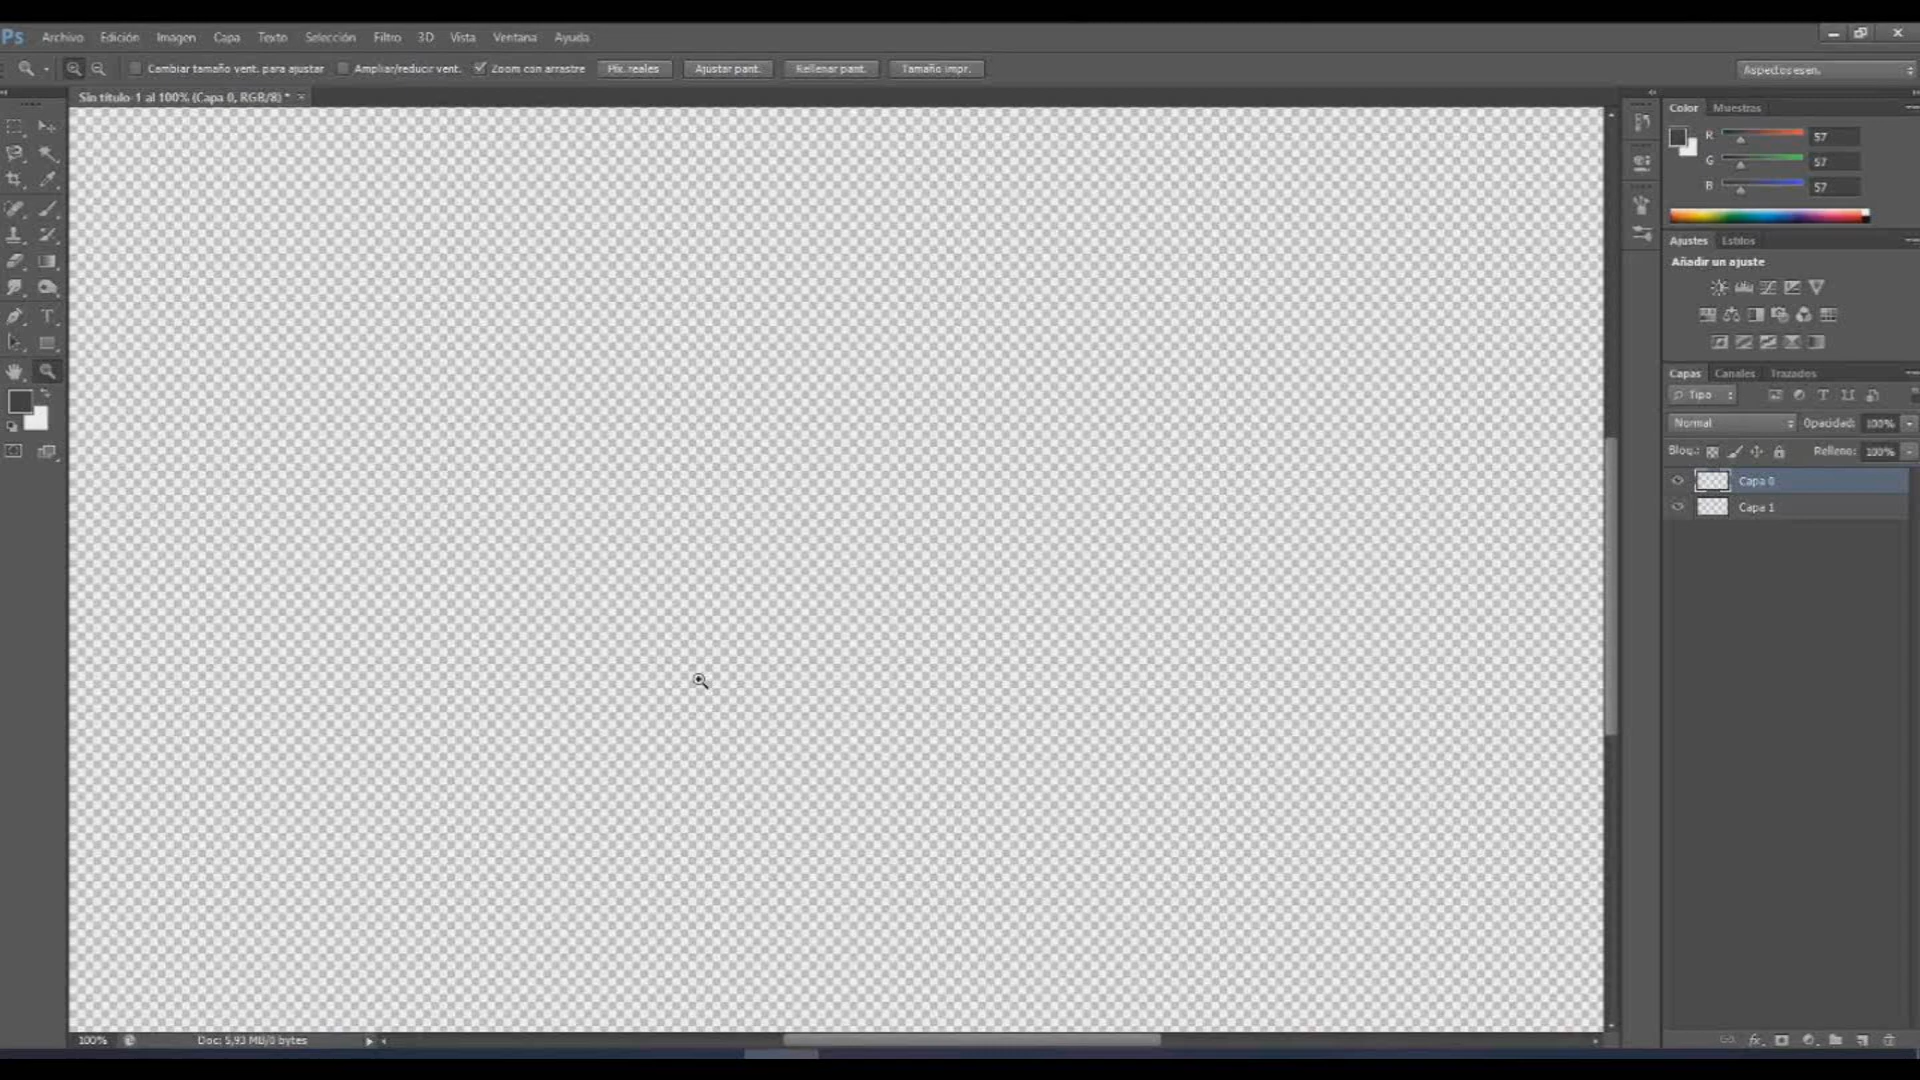 Ps Archivo Edición Imagen Capa Texto Selección Filtro 3D Vista Ventana Ayuda
Cambiar tamaño vent. para ajustar Ampliar/reducir vent. Zoom con arrastre Píx. reales Ajustar pant. Rellenar pant. Tamaño impr. Aspectos esen.
Sin título-1 al 100% (Capa 0, RGB/8) *
Color Muestras
R 57
G 57
B 57
Ajustes Estilos
Añadir un ajuste
Capas Canales Trazados
Tipo
Normal Opacidad: 100%
Bloq.: Relleno: 100%
Capa 0
Capa 1
100% Doc: 5,93 MB/0 bytes
fx